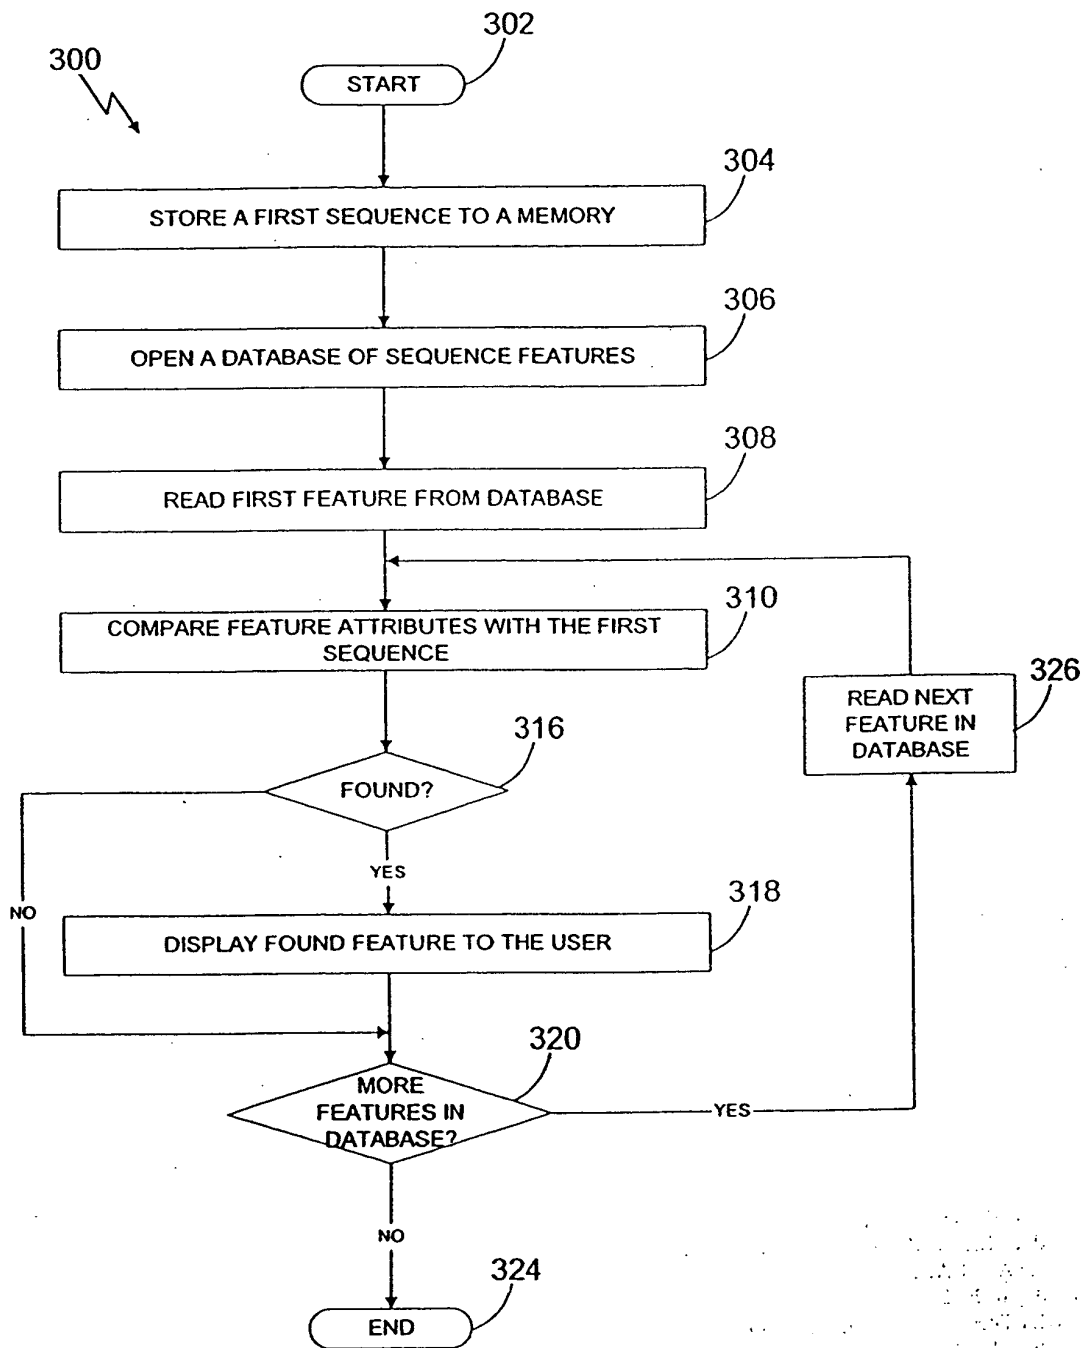 302
300
START
304
STORE A FIRST SEQUENCE TO A MEMORY
306
OPEN A DATABASE OF SEQUENCE FEATURES
308
READ FIRST FEATURE FROM DATABASE
310
COMPARE FEATURE ATTRIBUTES WITH THE FIRST
SEQUENCE
326
READ NEXT
FEATURE IN
DATABASE
316
FOUND?
YES
NO
318
DISPLAY FOUND FEATURE TO THE USER
320
MORE
FEATURES IN
DATABASE?
YES
NO
324
END